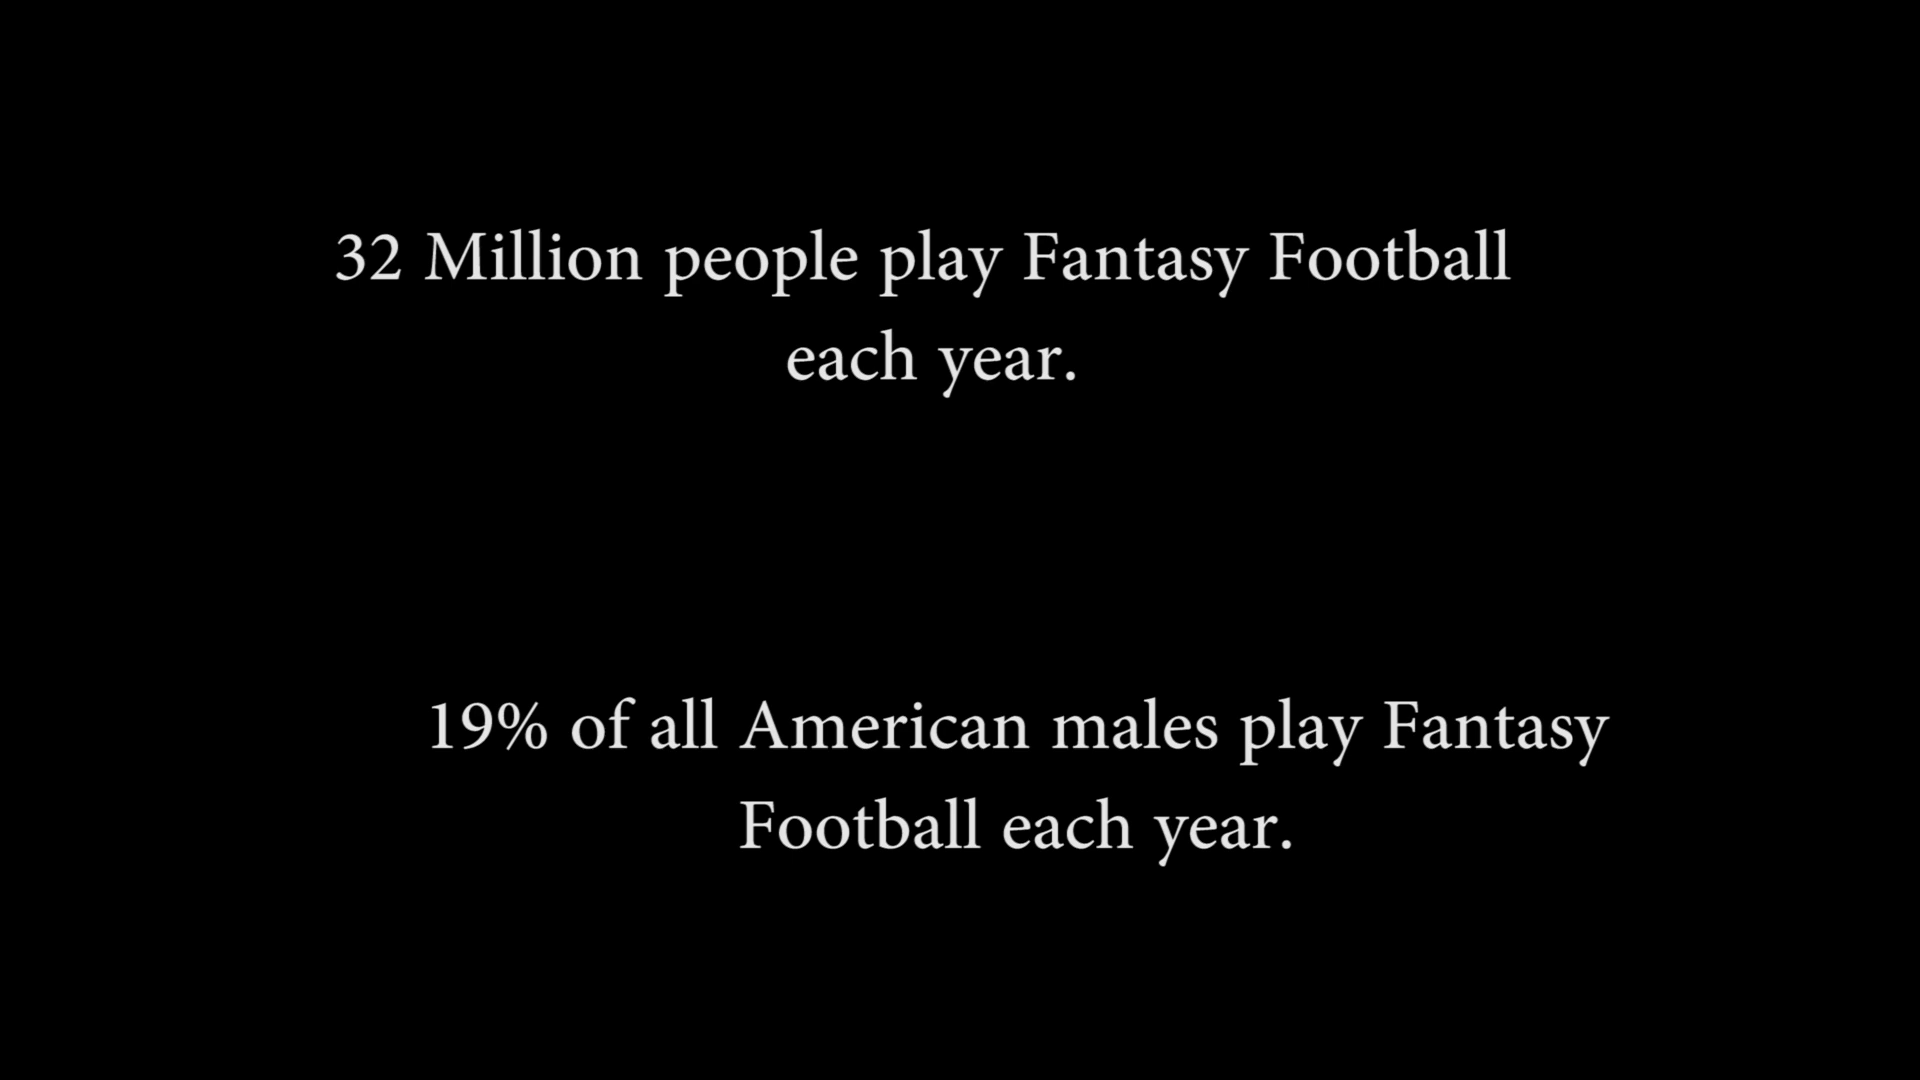 32 Million people play Fantasy Football
each year.
19% of all American males play Fantasy
Football each year.